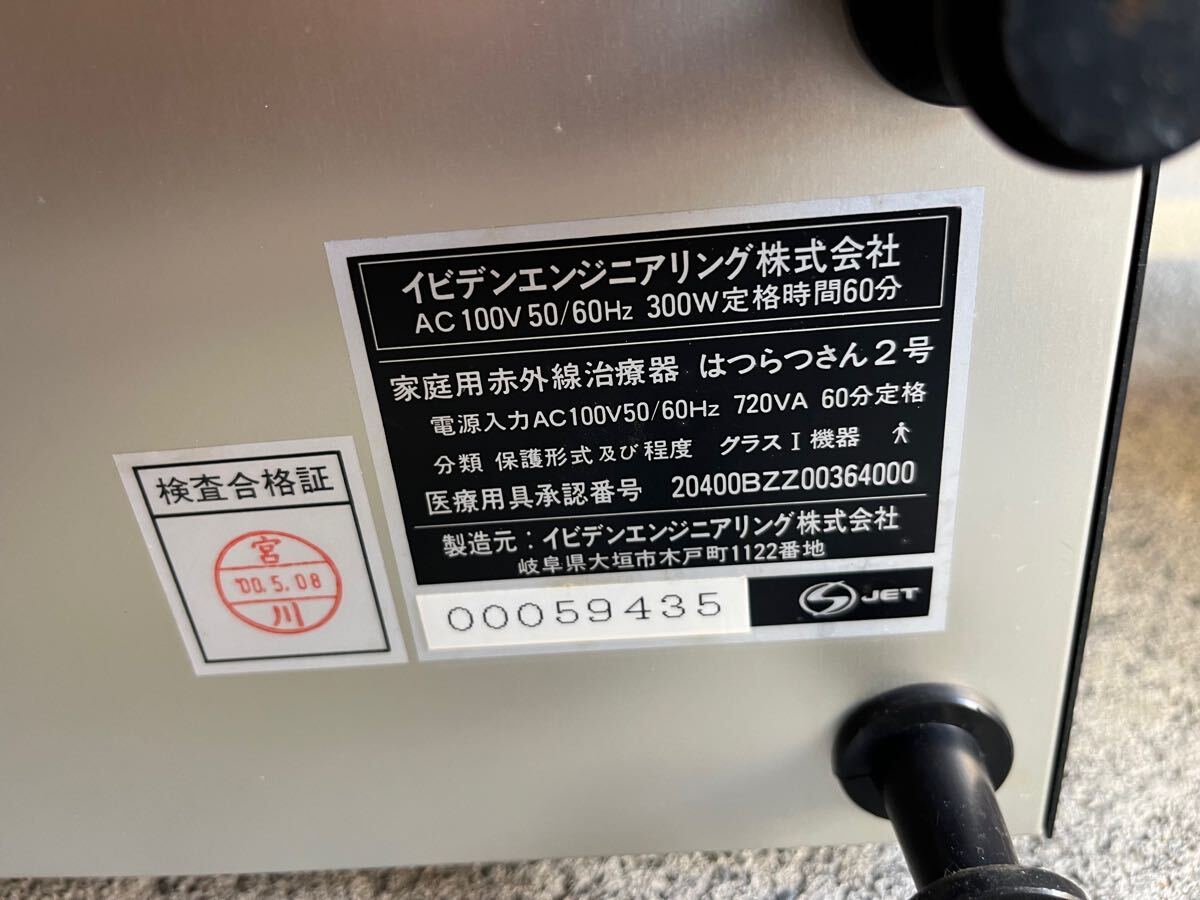 イビデンエンジニアリング株式会社
AC100V 50/60Hz 300W定格時間60分
家庭用赤外線治療器 はつらつさん2号
電源入力AC100V50/60Hz 720VA 60分定格
分類 保護形式及び程度 グラスI機器
医療用具承認番号 20400BZZ00364000
製造元:イビデンエンジニアリング株式会社
岐阜県大垣市木戸町1122番地
00059435
JET
検査合格証
宮
'00.5.08
川